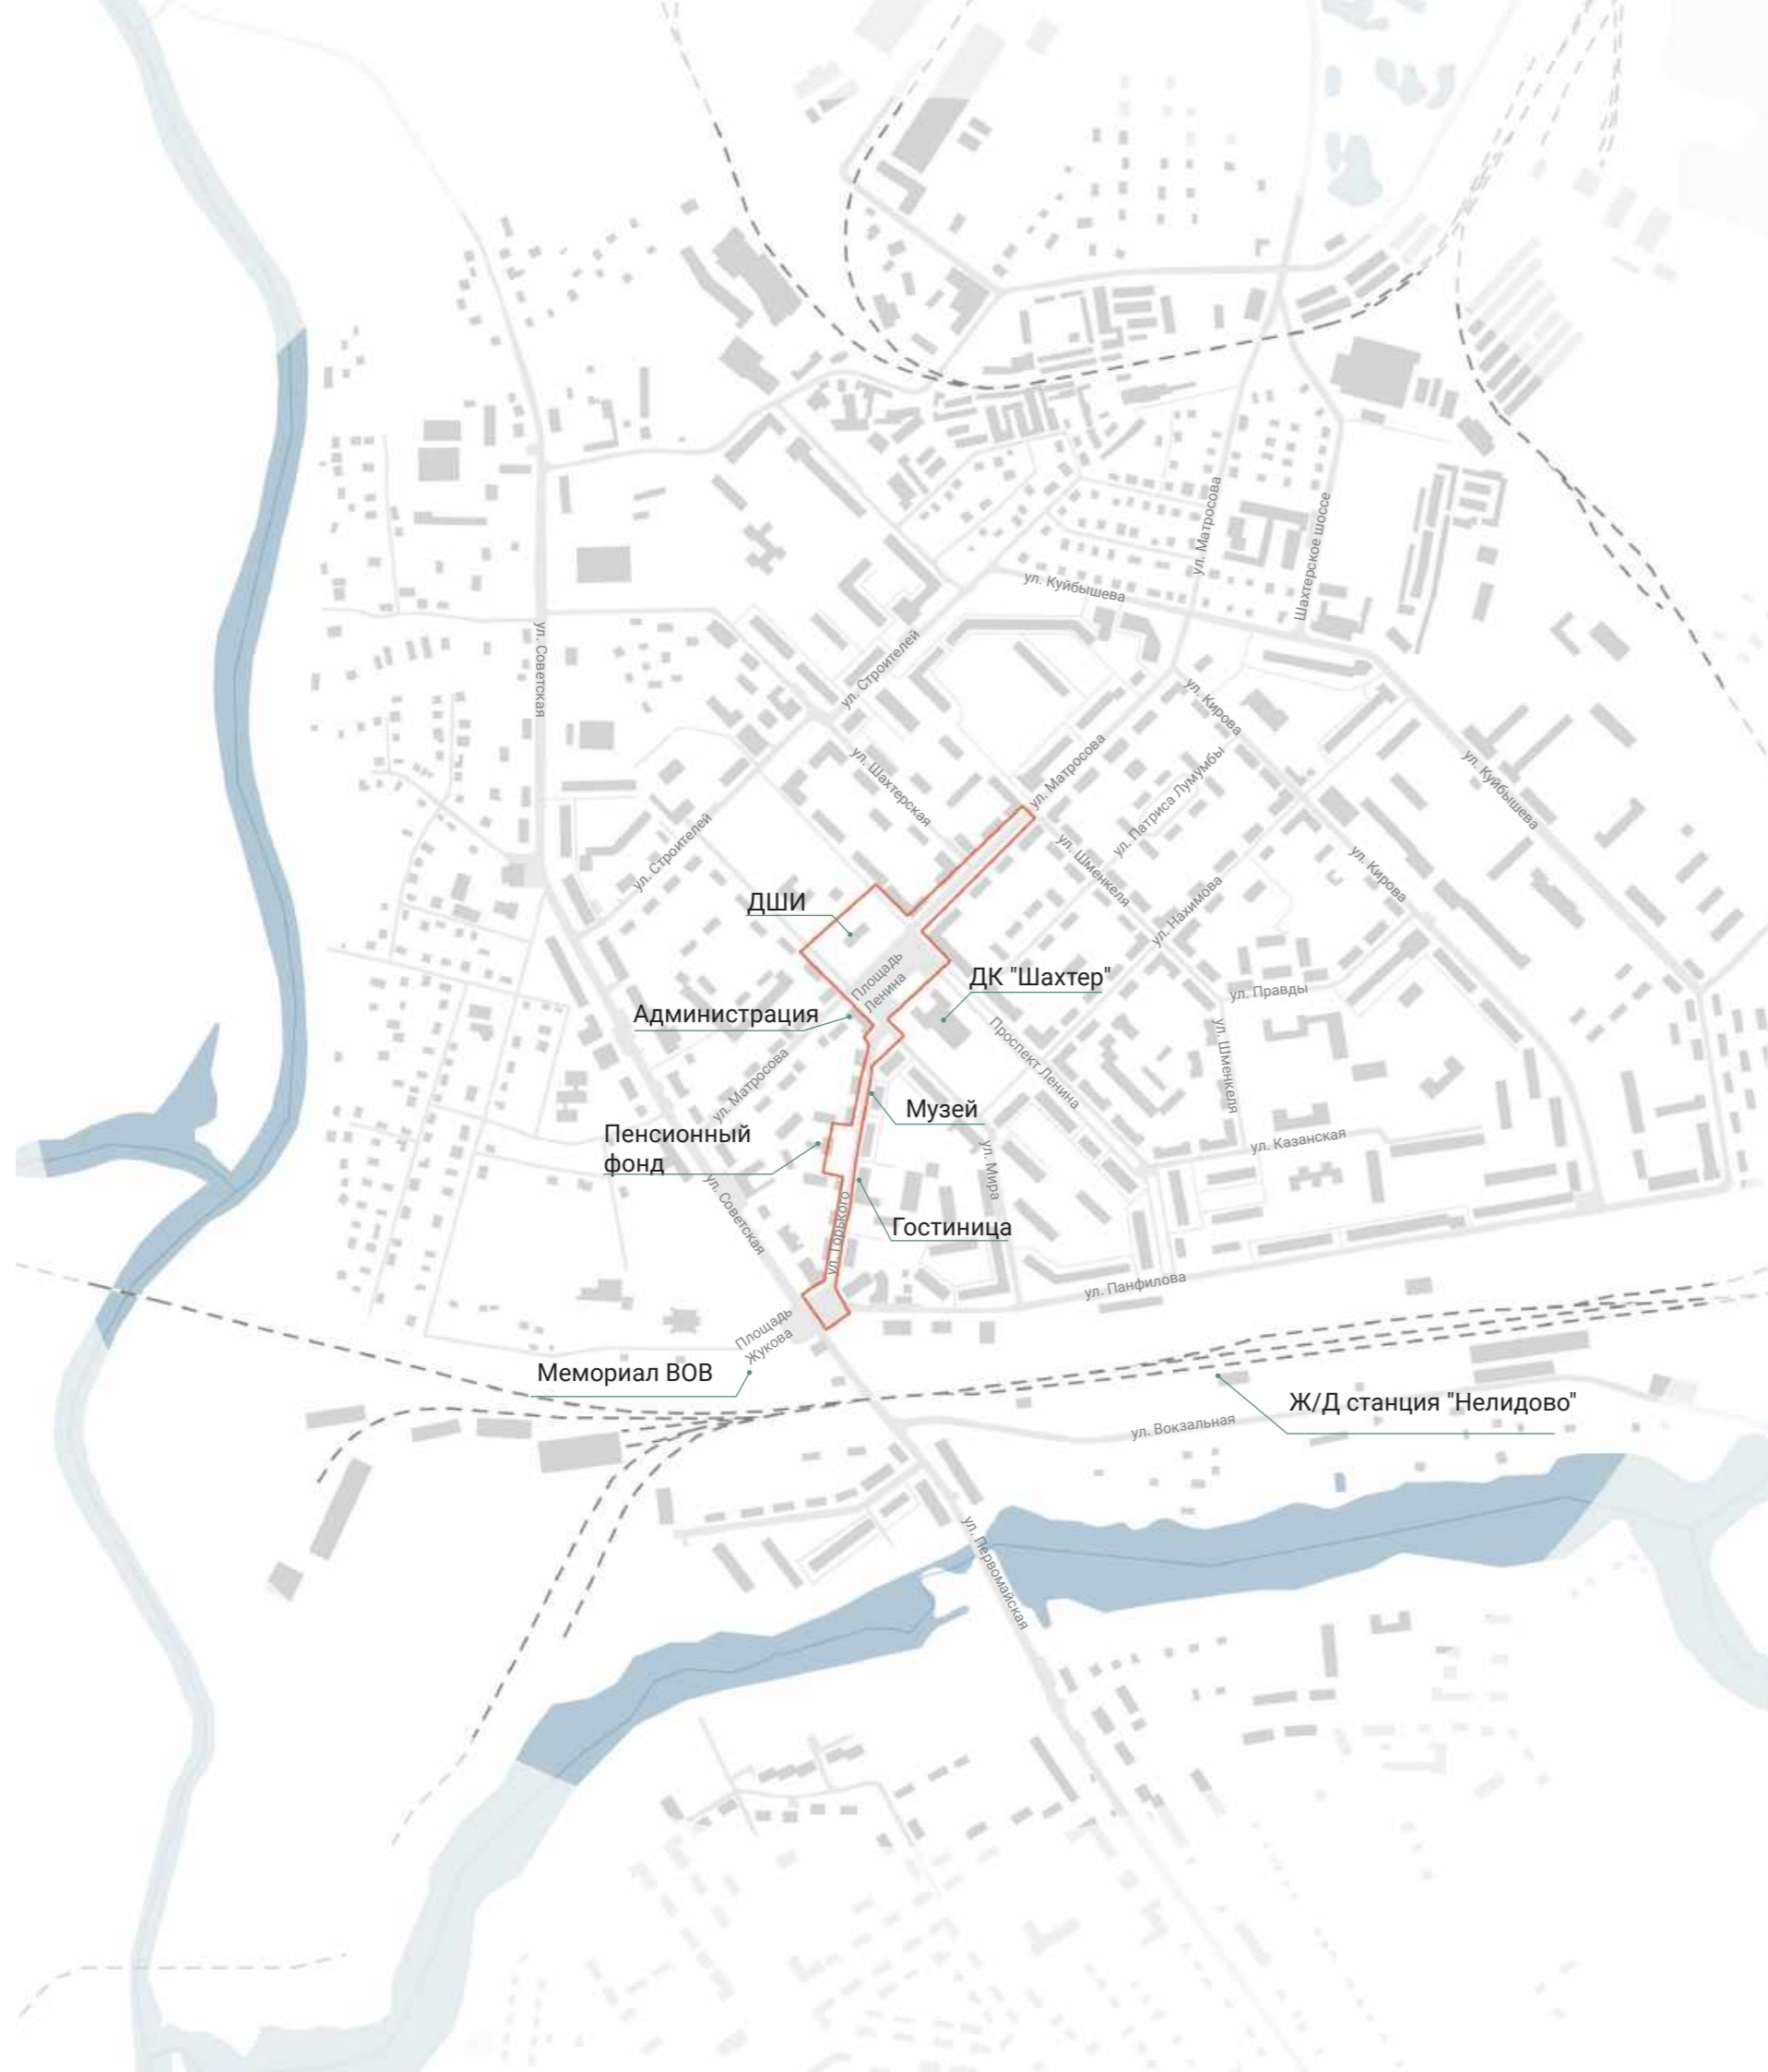 ул. Матросова
Шахтерское шоссе
ул. Куйбышева
ул. Советская
ул. Строителей
ул. Кирова
ул. Шахтерская
ул. Матросова
ул. Патриса Лумумбы
ул. Куйбышева
ул. Строителей
ул. Шменкеля
ул. Кирова
ДШИ
ул. Нахимова
Площадь
Ленина
ДК "Шахтер"
ул. Правды
Администрация
Проспект Ленина
ул. Шменкеля
ул. Матросова
Музей
Пенсионный
фонд
ул. Казанская
ул. Мира
ул. Советская
Гостиница
ул. Горького
ул. Панфилова
Площадь
Жукова
Мемориал ВОВ
Ж/Д станция "Нелидово"
ул. Вокзальная
ул. Первомайская